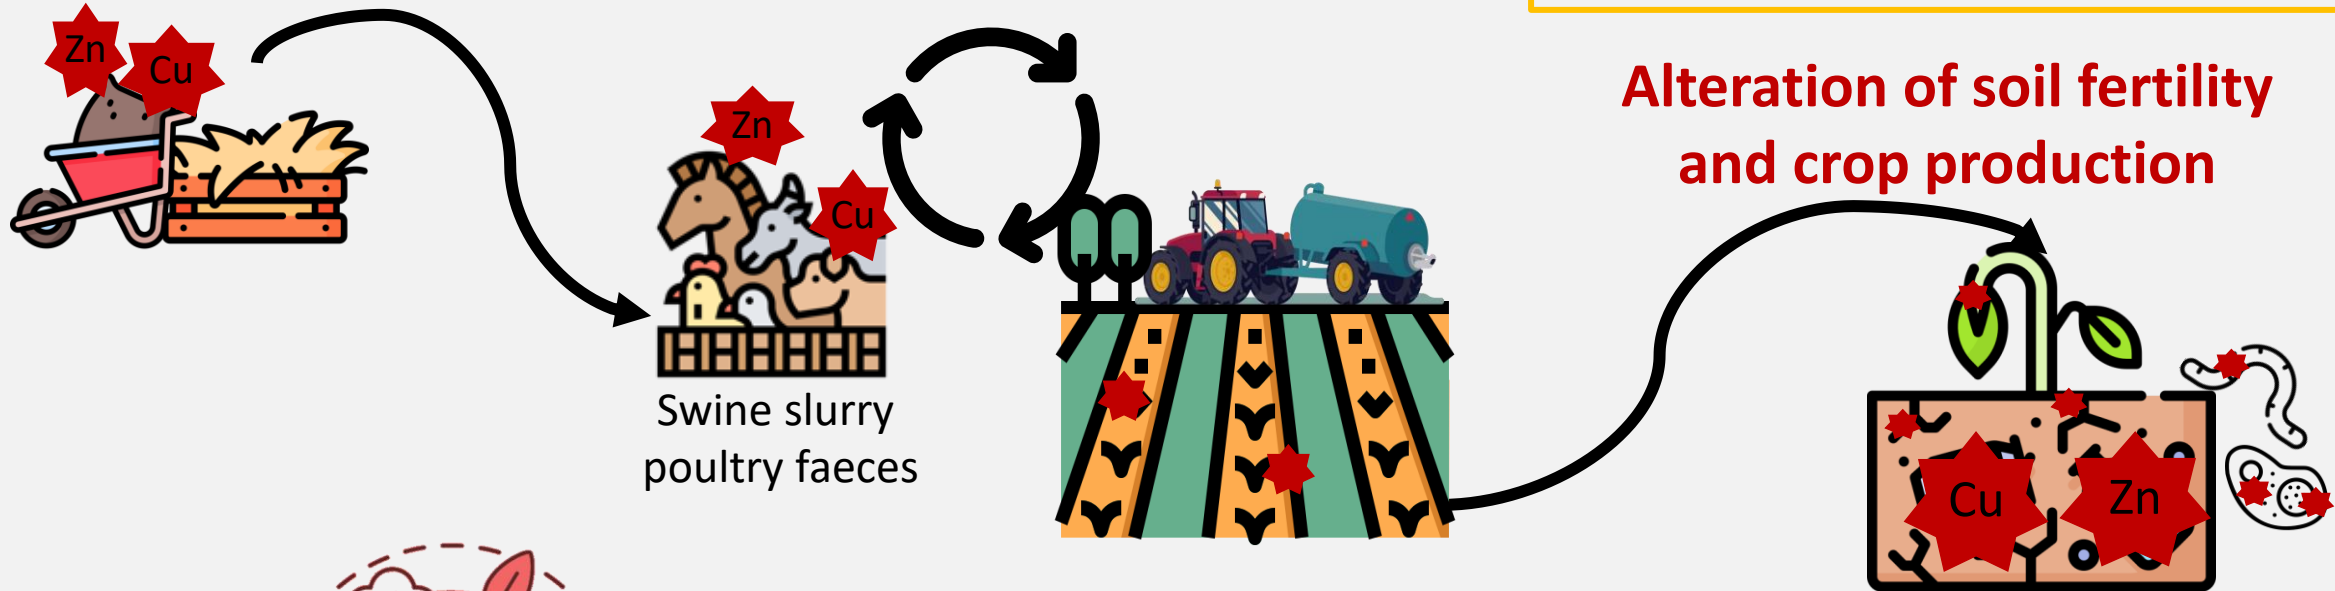 Zn
Cu
Zn
Cu
Swine slurry
poultry faeces
Alteration of soil fertility
and crop production
Cu
Zn